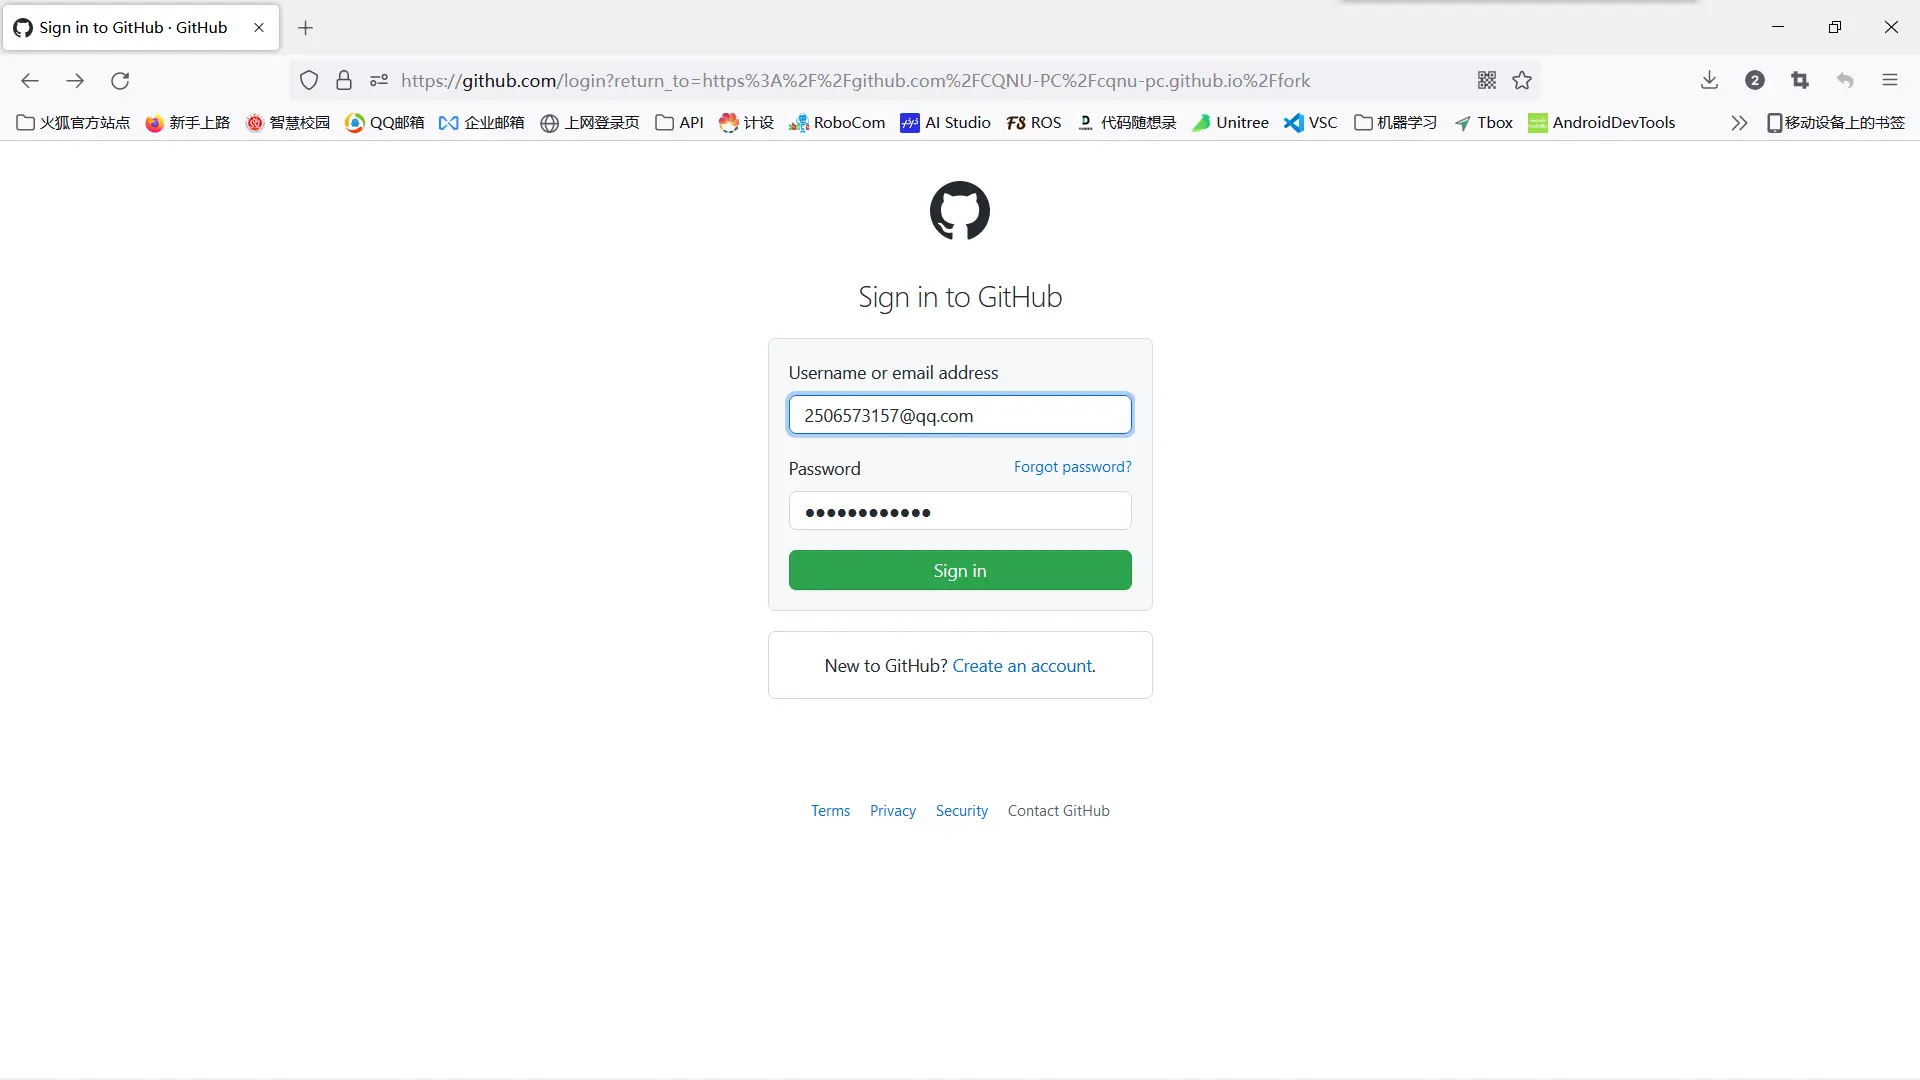 Sign in to GitHub · GitHub
https://github.com/login?return_to=https%3A%2F%2Fgithub.com%2FCQNU-PC%2Fcqnu-pc.github.io%2Ffork
2
火狐官方站点 新手上路 智慧校园 QQ邮箱 企业邮箱 上网登录页 API 计设 RoboCom AI Studio FS ROS D 代码随想录 Unitree VSC 机器学习 Tbox AndroidDevTools 移动设备上的书签
Sign in to GitHub
Username or email address
2506573157@qq.com
Password Forgot password?
Sign in
New to GitHub? Create an account.
Terms Privacy Security Contact GitHub